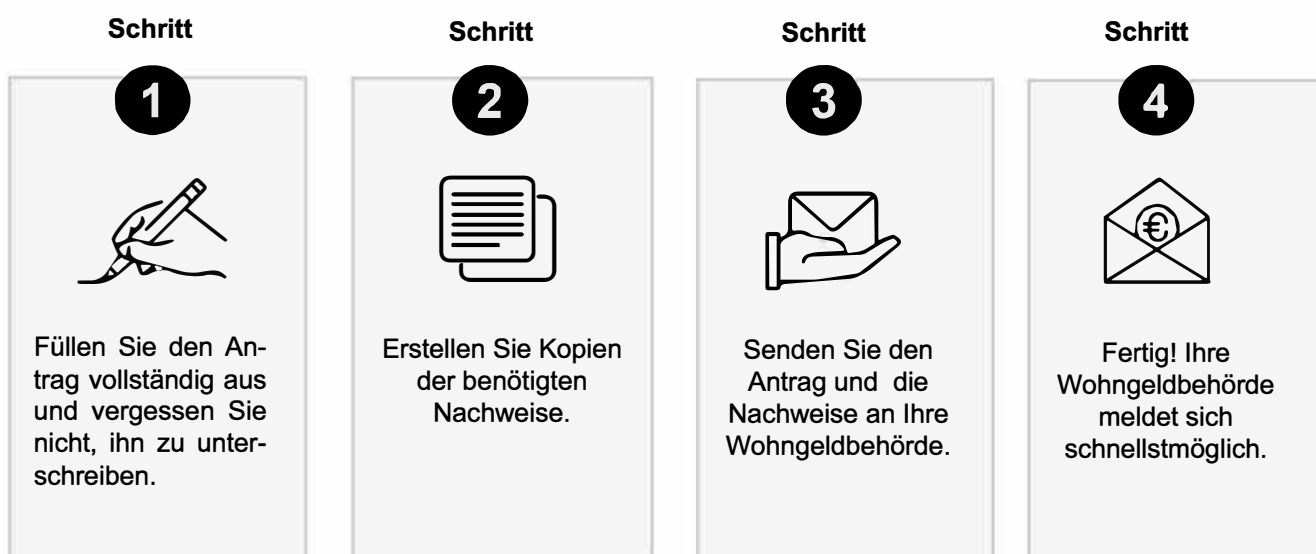 Schritt
1
Füllen Sie den An-
trag vollständig aus
und vergessen Sie
nicht, ihn zu unter-
schreiben.
Schritt
2
Erstellen Sie Kopien
der benötigten
Nachweise.
Schritt
3
Senden Sie den
Antrag und die
Nachweise an Ihre
Wohngeldbehörde.
Schritt
4
€
Fertig! Ihre
Wohngeldbehörde
meldet sich
schnellstmöglich.